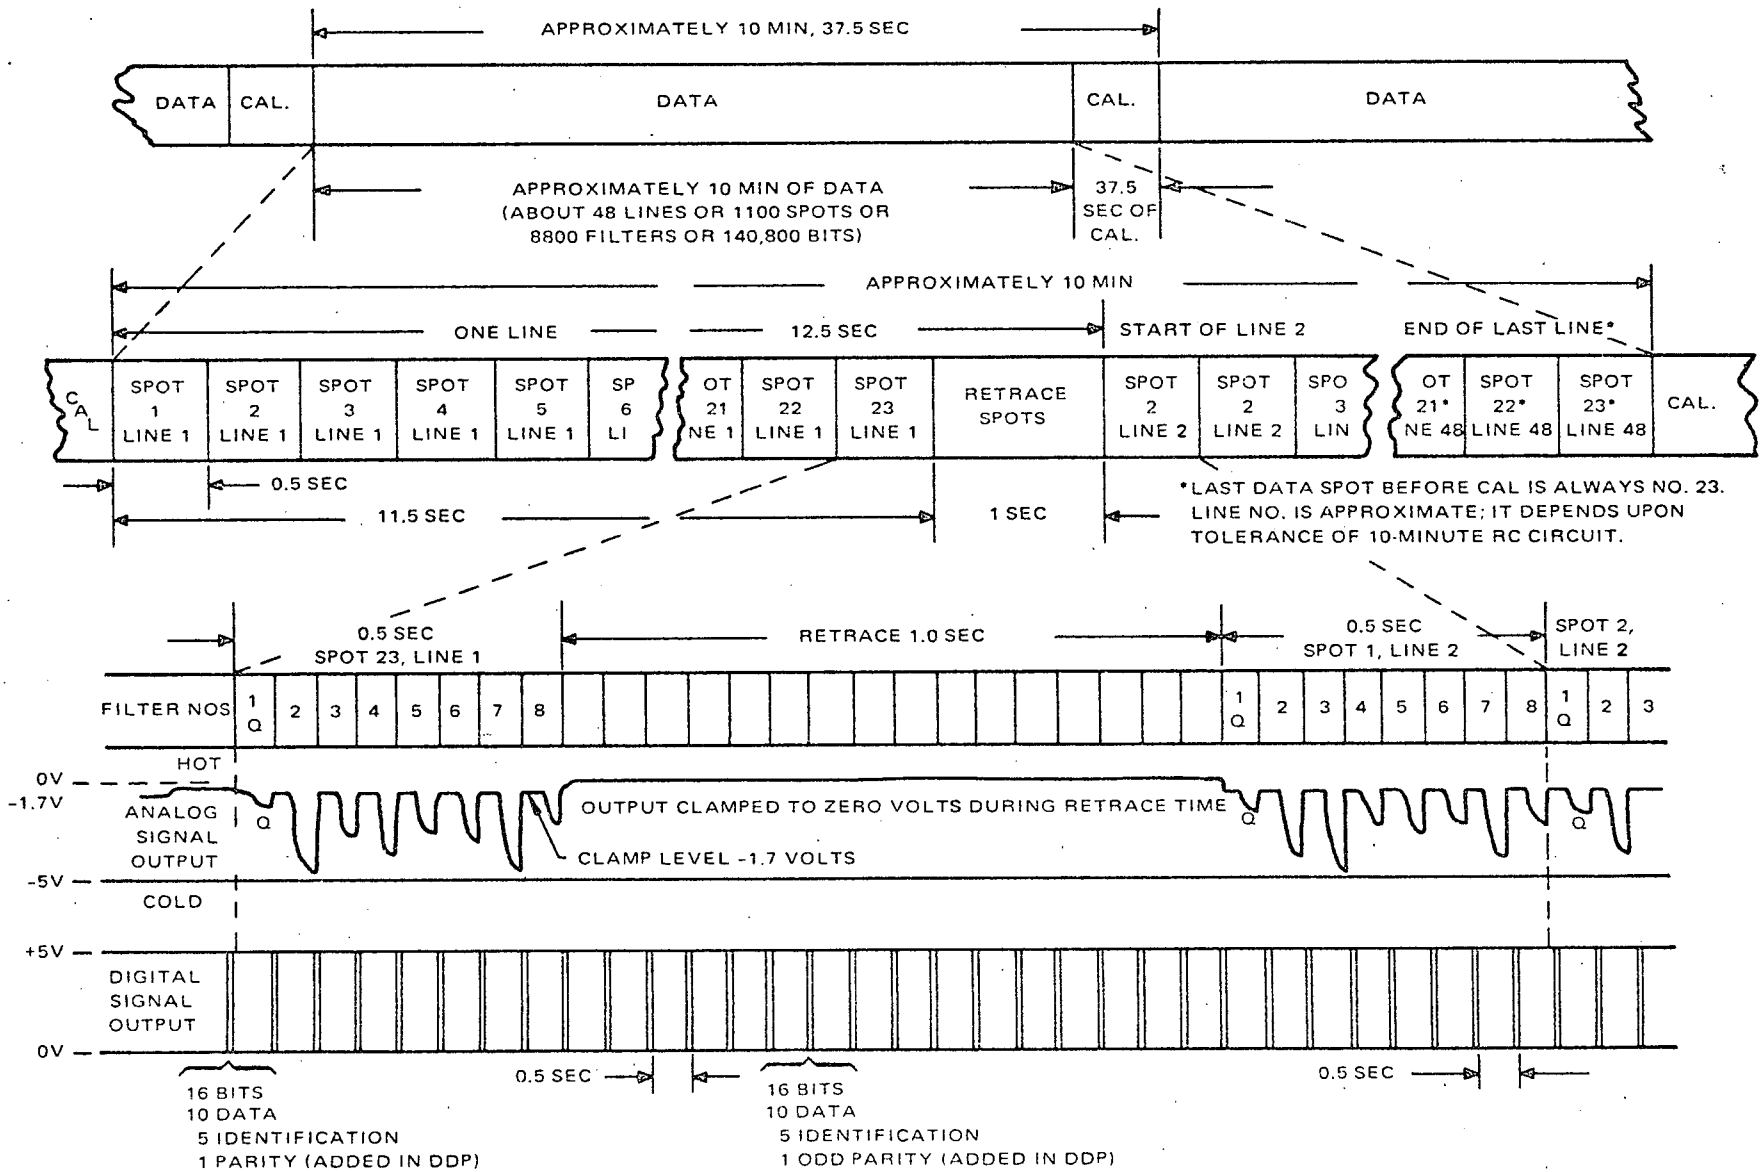 APPROXIMATELY 10 MIN, 37.5 SEC
DATA CAL. DATA CAL. DATA
APPROXIMATELY 10 MIN OF DATA
(ABOUT 48 LINES OR 1100 SPOTS OR
8800 FILTERS OR 140,800 BITS)
37.5
SEC OF
CAL.
APPROXIMATELY 10 MIN
ONE LINE 12.5 SEC START OF LINE 2 END OF LAST LINE*
CAL
SPOT
1
LINE 1
SPOT
2
LINE 1
SPOT
3
LINE 1
SPOT
4
LINE 1
SPOT
5
LINE 1
SP
6
LI
OT
21
NE 1
SPOT
22
LINE 1
SPOT
23
LINE 1
RETRACE
SPOTS
SPOT
2
LINE 2
SPOT
2
LINE 2
SPO
3
LIN
OT
21*
NE 48
SPOT
22*
LINE 48
SPOT
23*
LINE 48
CAL.
0.5 SEC
11.5 SEC 1 SEC
*LAST DATA SPOT BEFORE CAL IS ALWAYS NO. 23.
LINE NO. IS APPROXIMATE; IT DEPENDS UPON
TOLERANCE OF 10-MINUTE RC CIRCUIT.
0.5 SEC
SPOT 23, LINE 1
RETRACE 1.0 SEC
0.5 SEC
SPOT 1, LINE 2
SPOT 2,
LINE 2
FILTER NOS
1
Q
2 3 4 5 6 7 8
1
Q
2 3 4 5 6 7 8
1
Q
2 3
HOT
0V
-1.7V
ANALOG
SIGNAL
OUTPUT
Q
OUTPUT CLAMPED TO ZERO VOLTS DURING RETRACE TIME
Q
Q
CLAMP LEVEL -1.7 VOLTS
-5V
COLD
+5V
DIGITAL
SIGNAL
OUTPUT
0V
16 BITS
10 DATA
5 IDENTIFICATION
1 PARITY (ADDED IN DDP)
0.5 SEC
16 BITS
10 DATA
5 IDENTIFICATION
1 ODD PARITY (ADDED IN DDP)
0.5 SEC